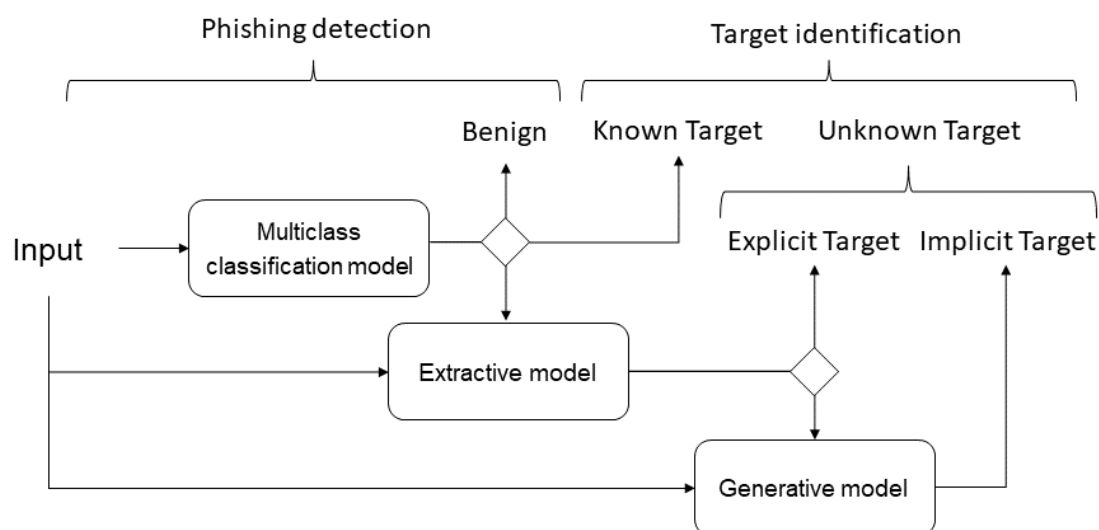 Phishing detection
Target identification
Benign
Known Target
Unknown Target
Input
Multiclass
classification model
Explicit Target
Implicit Target
Extractive model
Generative model